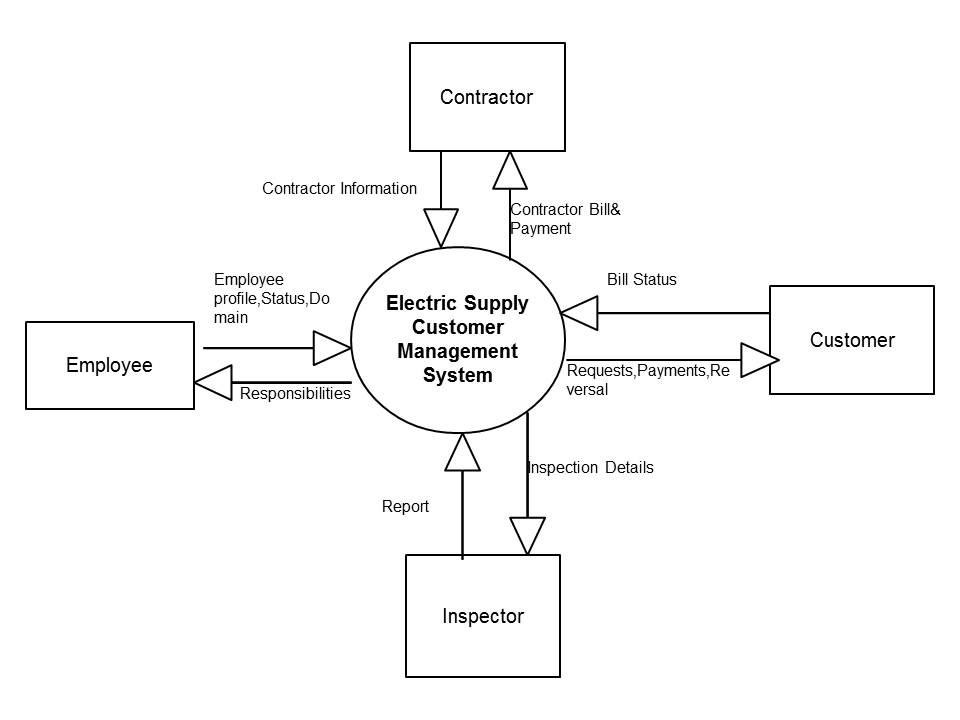 Contractor
Contractor Information
Contractor Bill&
Payment
Employee
profile,Status,Do
main
Bill Status
Electric Supply
Customer
Management
System
Customer
Employee
Requests,Payments,Re
versal
Responsibilities
Inspection Details
Report
Inspector